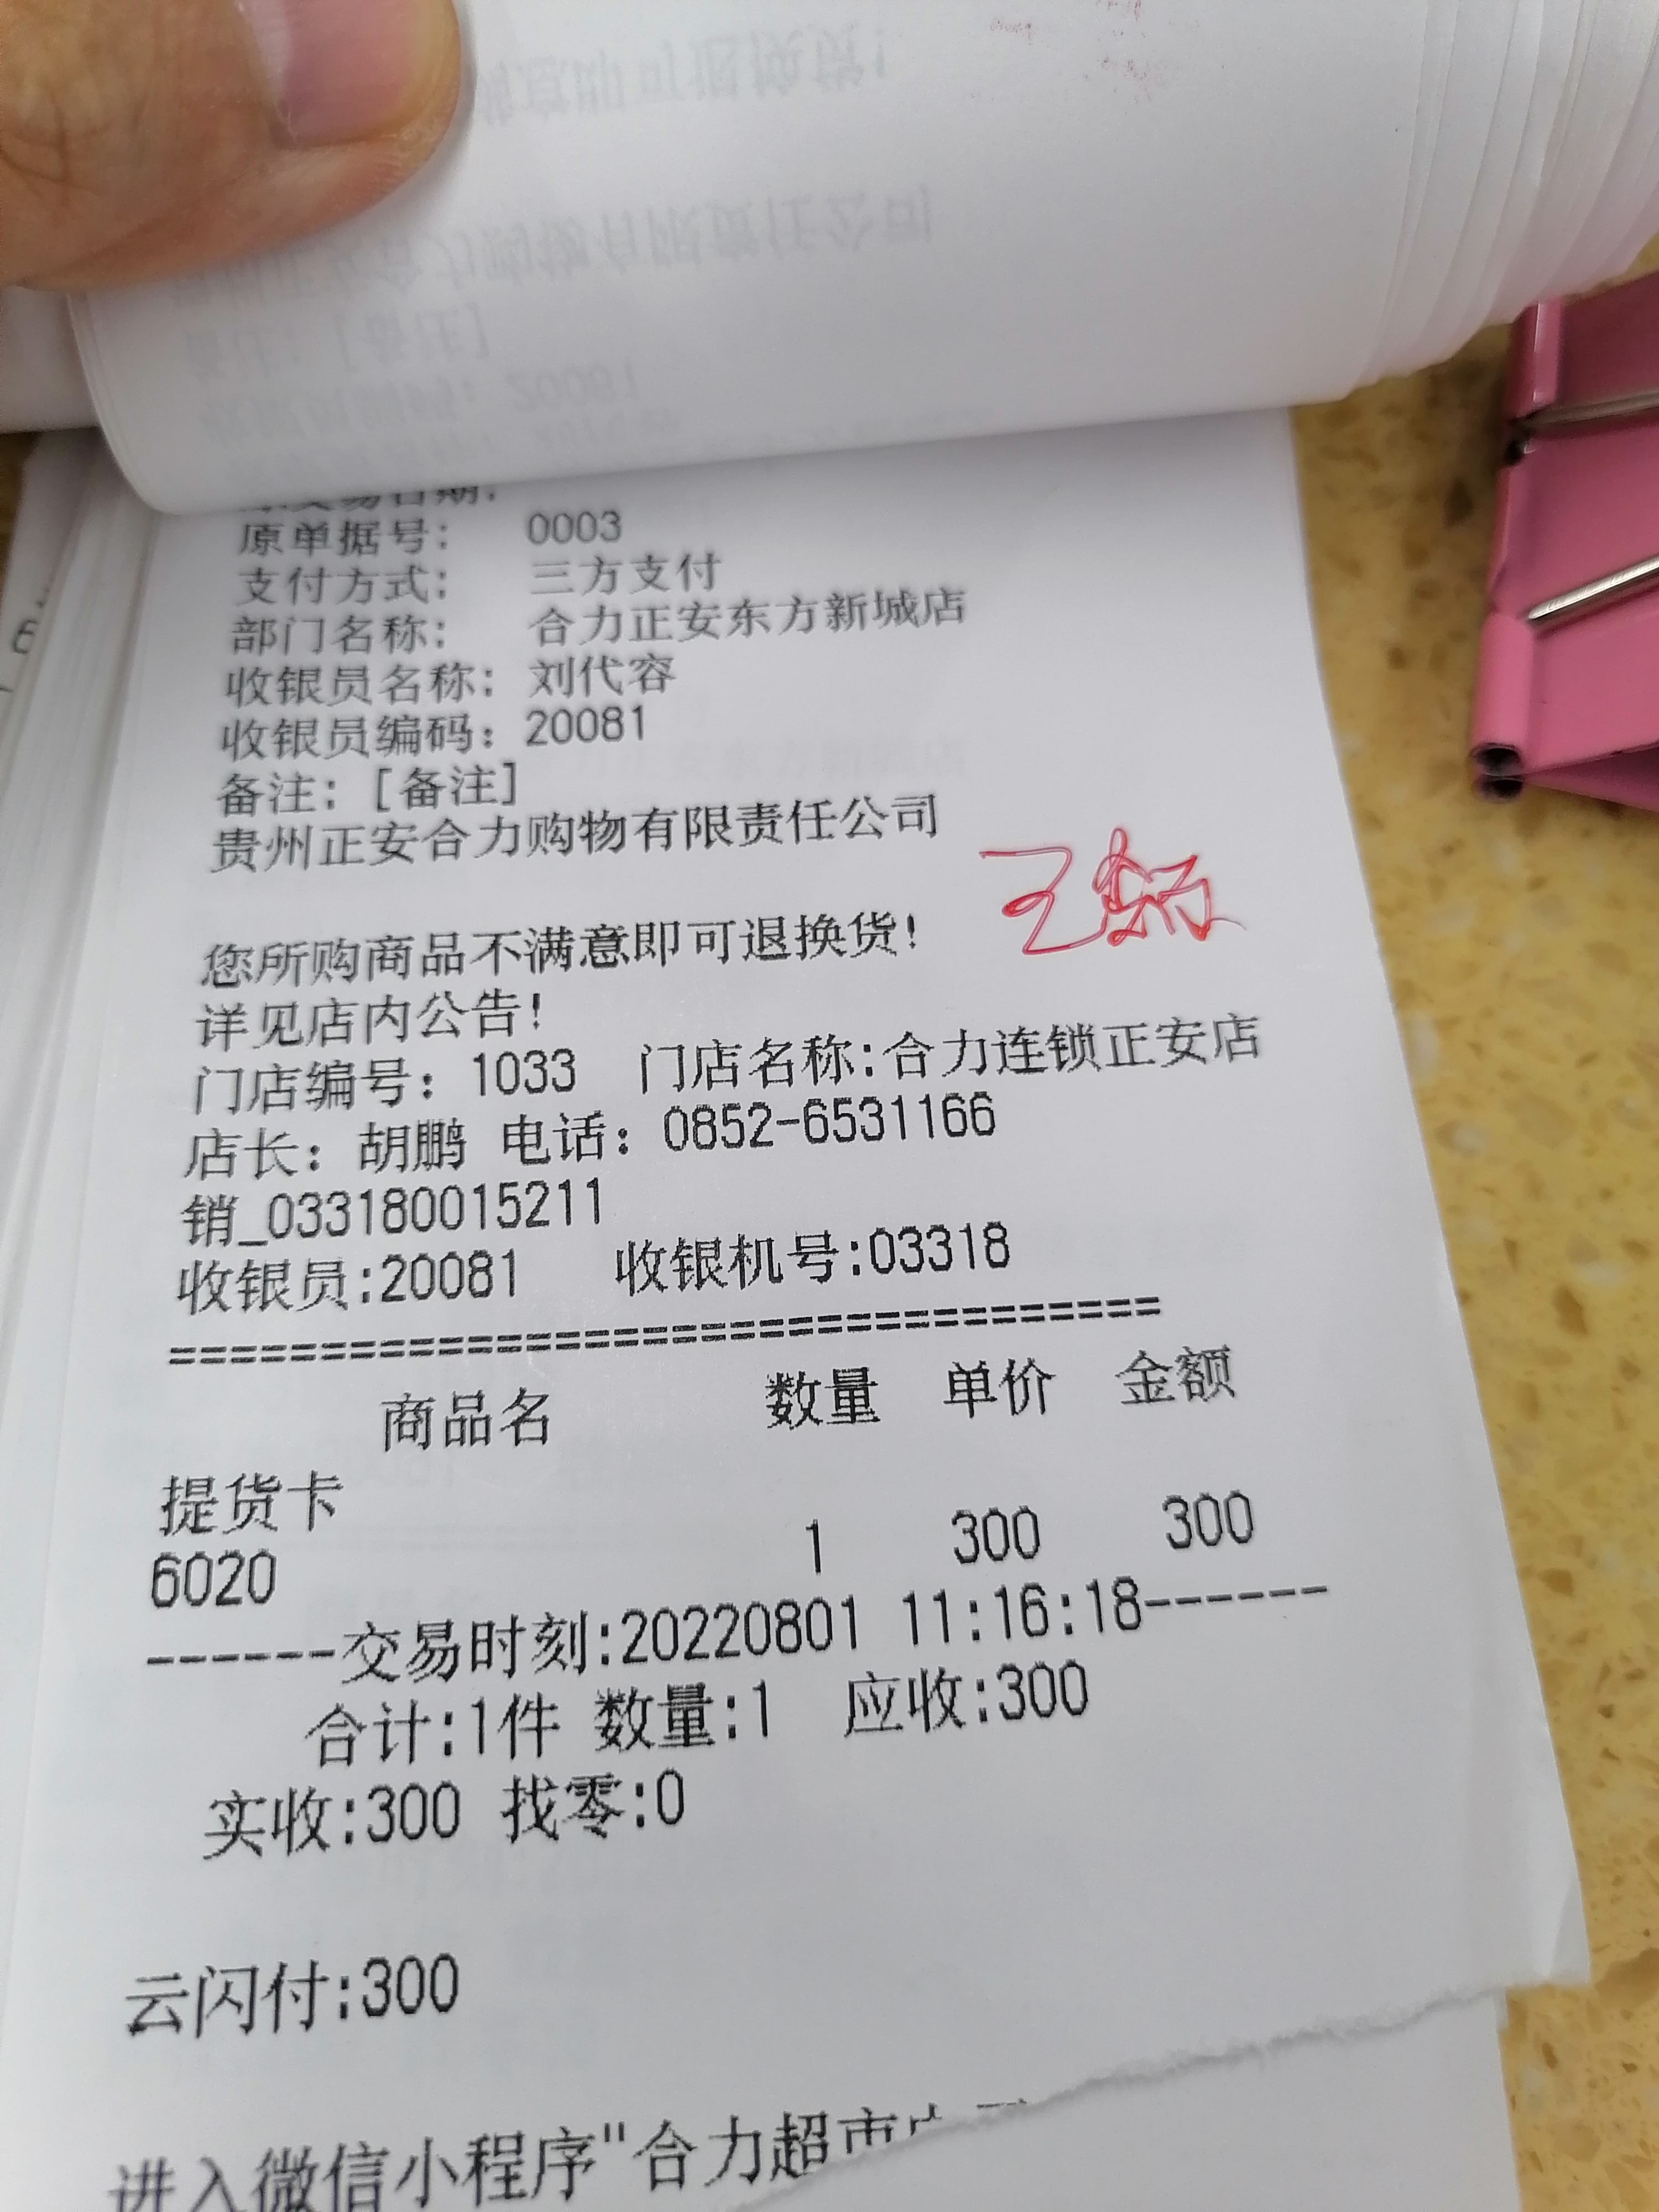 原单据号： 0003
支付方式： 三方支付
部门名称： 合力正安东方新城店
收银员名称：刘代容
收银员编码：20081
备注：[备注]
贵州正安合力购物有限责任公司
您所购商品不满意即可退换货!
详见店内公告!
门店编号：1033 门店名称:合力连锁正安店
店长：胡鹏 电话：0852-6531166
销_033180015211
收银员:20081 收银机号:03318
==================================
商品名 数量 单价 金额
提货卡
6020 1 300 300
------交易时刻:20220801 11:16:18------
合计:1件 数量:1 应收:300
实收:300 找零:0
云闪付:300
进入微信小程序"合力超市